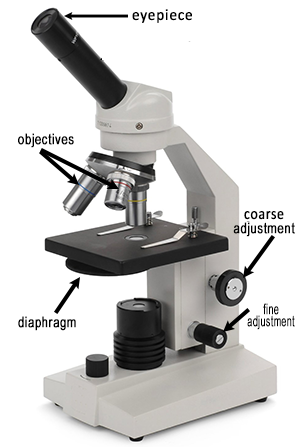 eyepiece
objectives
coarse
adjustment
fine
adjustment
diaphragm